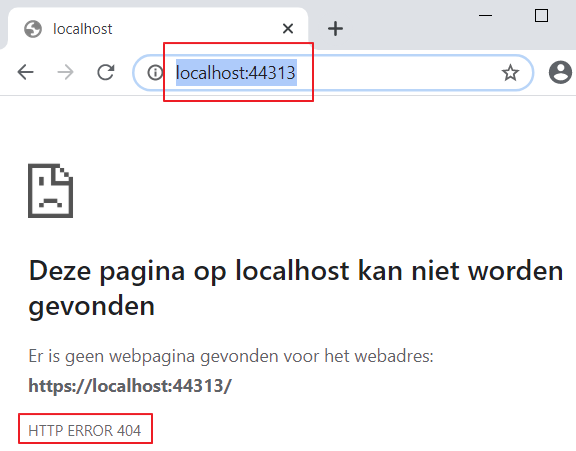 localhost
localhost:44313
Deze pagina op localhost kan niet worden
gevonden
Er is geen webpagina gevonden voor het webadres:
https://localhost:44313/
HTTP ERROR 404